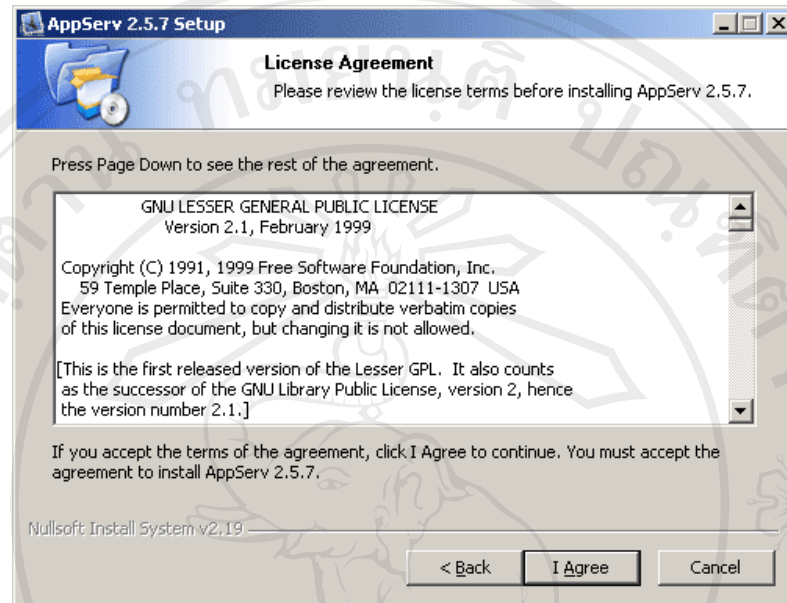 AppServ 2.5.7 Setup
License Agreement
Please review the license terms before installing AppServ 2.5.7.
Press Page Down to see the rest of the agreement.
GNU LESSER GENERAL PUBLIC LICENSE
Version 2.1, February 1999
Copyright (C) 1991, 1999 Free Software Foundation, Inc.
59 Temple Place, Suite 330, Boston, MA 02111-1307 USA
Everyone is permitted to copy and distribute verbatim copies
of this license document, but changing it is not allowed.
[This is the first released version of the Lesser GPL. It also counts
as the successor of the GNU Library Public License, version 2, hence
the version number 2.1.]
If you accept the terms of the agreement, click I Agree to continue. You must accept the
agreement to install AppServ 2.5.7.
Nullsoft Install System v2.19
< Back
I Agree
Cancel